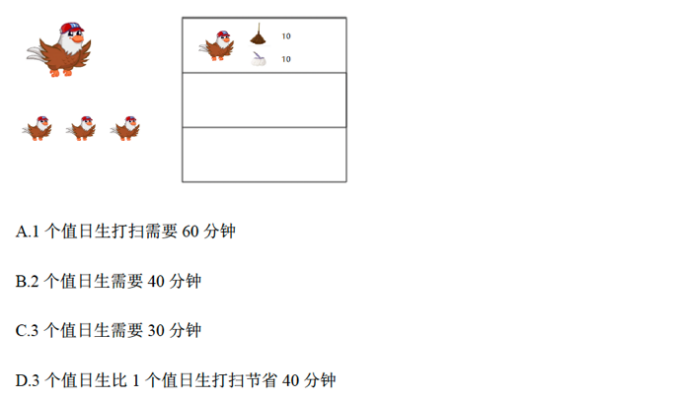 10
10
A.1 个值日生打扫需要 60 分钟
B.2 个值日生需要 40 分钟
C.3 个值日生需要 30 分钟
D.3 个值日生比 1 个值日生打扫节省 40 分钟